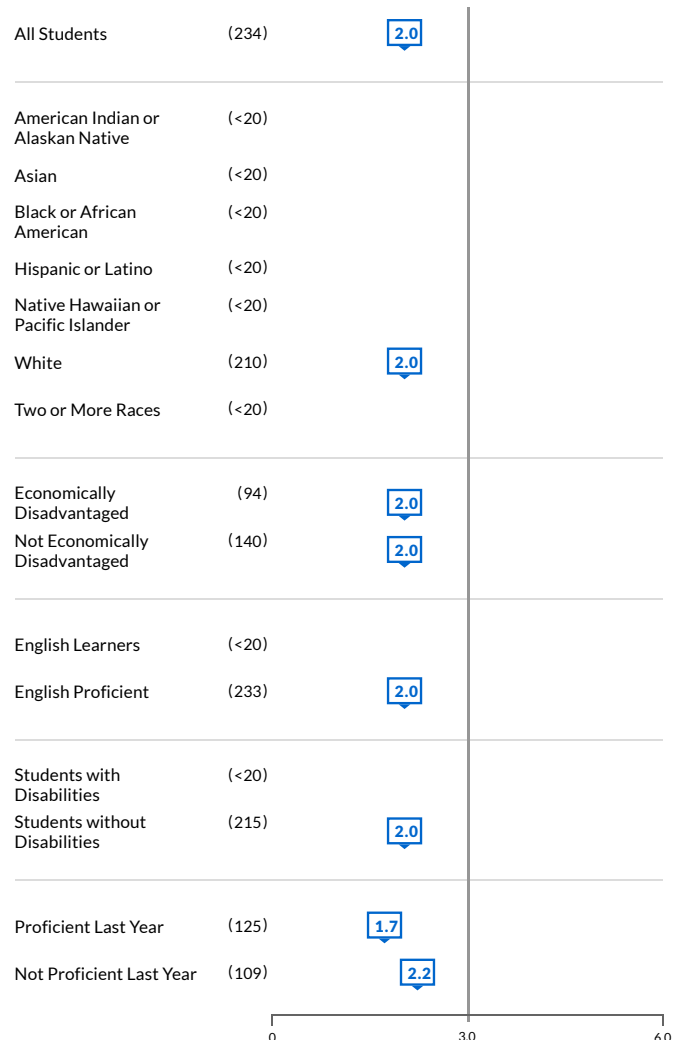 All Students (234) 2.0
American Indian or (<20)
Alaskan Native
Asian (<20)
Black or African (<20)
American
Hispanic or Latino (<20)
Native Hawaiian or (<20)
Pacific Islander
White (210) 2.0
Two or More Races (<20)
Economically (94) 2.0
Disadvantaged
Not Economically (140) 2.0
Disadvantaged
English Learners (<20)
English Proficient (233) 2.0
Students with (<20)
Disabilities
Students without (215) 2.0
Disabilities
Proficient Last Year (125) 1.7
Not Proficient Last Year (109) 2.2
0 3.0 6.0